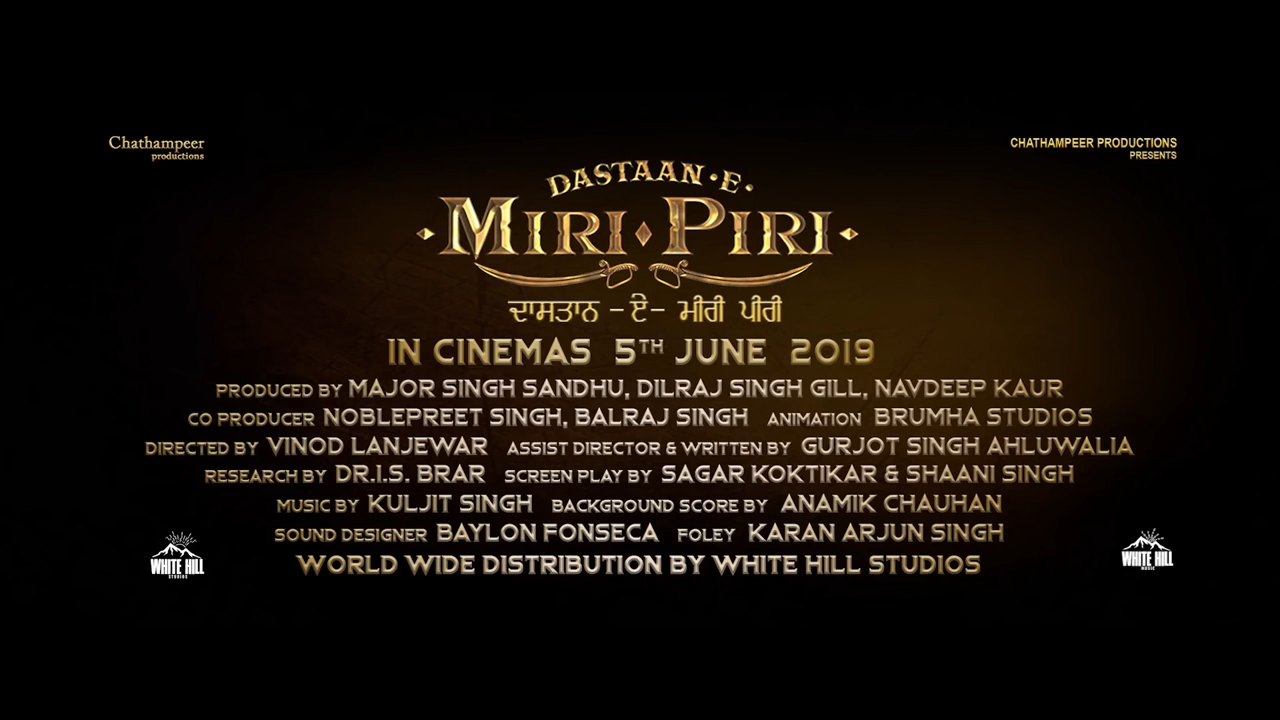 Chathampeer
productions
CHATHAMPEER PRODUCTIONS
PRESENTS
DASTAAN·E·
·MIRI·PIRI·
ਦਾਸਤਾਨ -ਏ- ਮੀਰੀ ਪੀਰੀ
IN CINEMAS 5TH JUNE 2019
PRODUCED BY MAJOR SINGH SANDHU, DILRAJ SINGH GILL, NAVDEEP KAUR
CO PRODUCER NOBLEPREET SINGH, BALRAJ SINGH ANIMATION BRUMHA STUDIOS
DIRECTED BY VINOD LANJEWAR ASSIST DIRECTOR & WRITTEN BY GURJOT SINGH AHLUWALIA
RESEARCH BY DR.I.S. BRAR SCREEN PLAY BY SAGAR KOKTIKAR & SHAANI SINGH
MUSIC BY KULJIT SINGH BACKGROUND SCORE BY ANAMIK CHAUHAN
SOUND DESIGNER BAYLON FONSECA FOLEY KARAN ARJUN SINGH
WORLD WIDE DISTRIBUTION BY WHITE HILL STUDIOS
WHITE HILL
STUDIOS
WHITE HILL
MUSIC